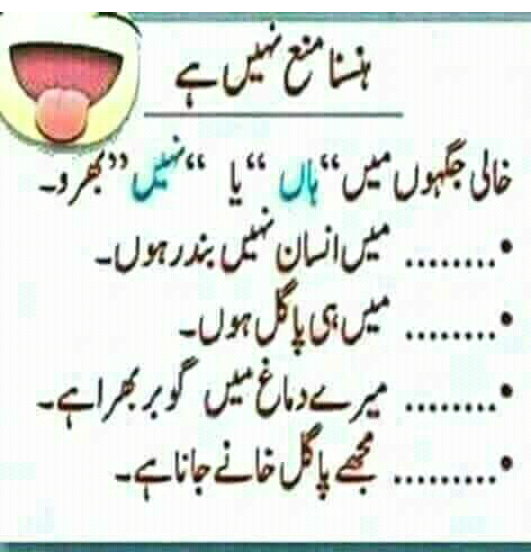 ہنسنا منع نہیں ہے
خالی جگہوں میں “ہاں “ یا “ نہیں ” بھرو۔
• ........ میں انسان نہیں بندر ہوں۔
• ........ میں ہی پاگل ہوں۔
• ........ میرے دماغ میں گوبر بھرا ہے۔
• ......... مجھے پاگل خانے جانا ہے۔